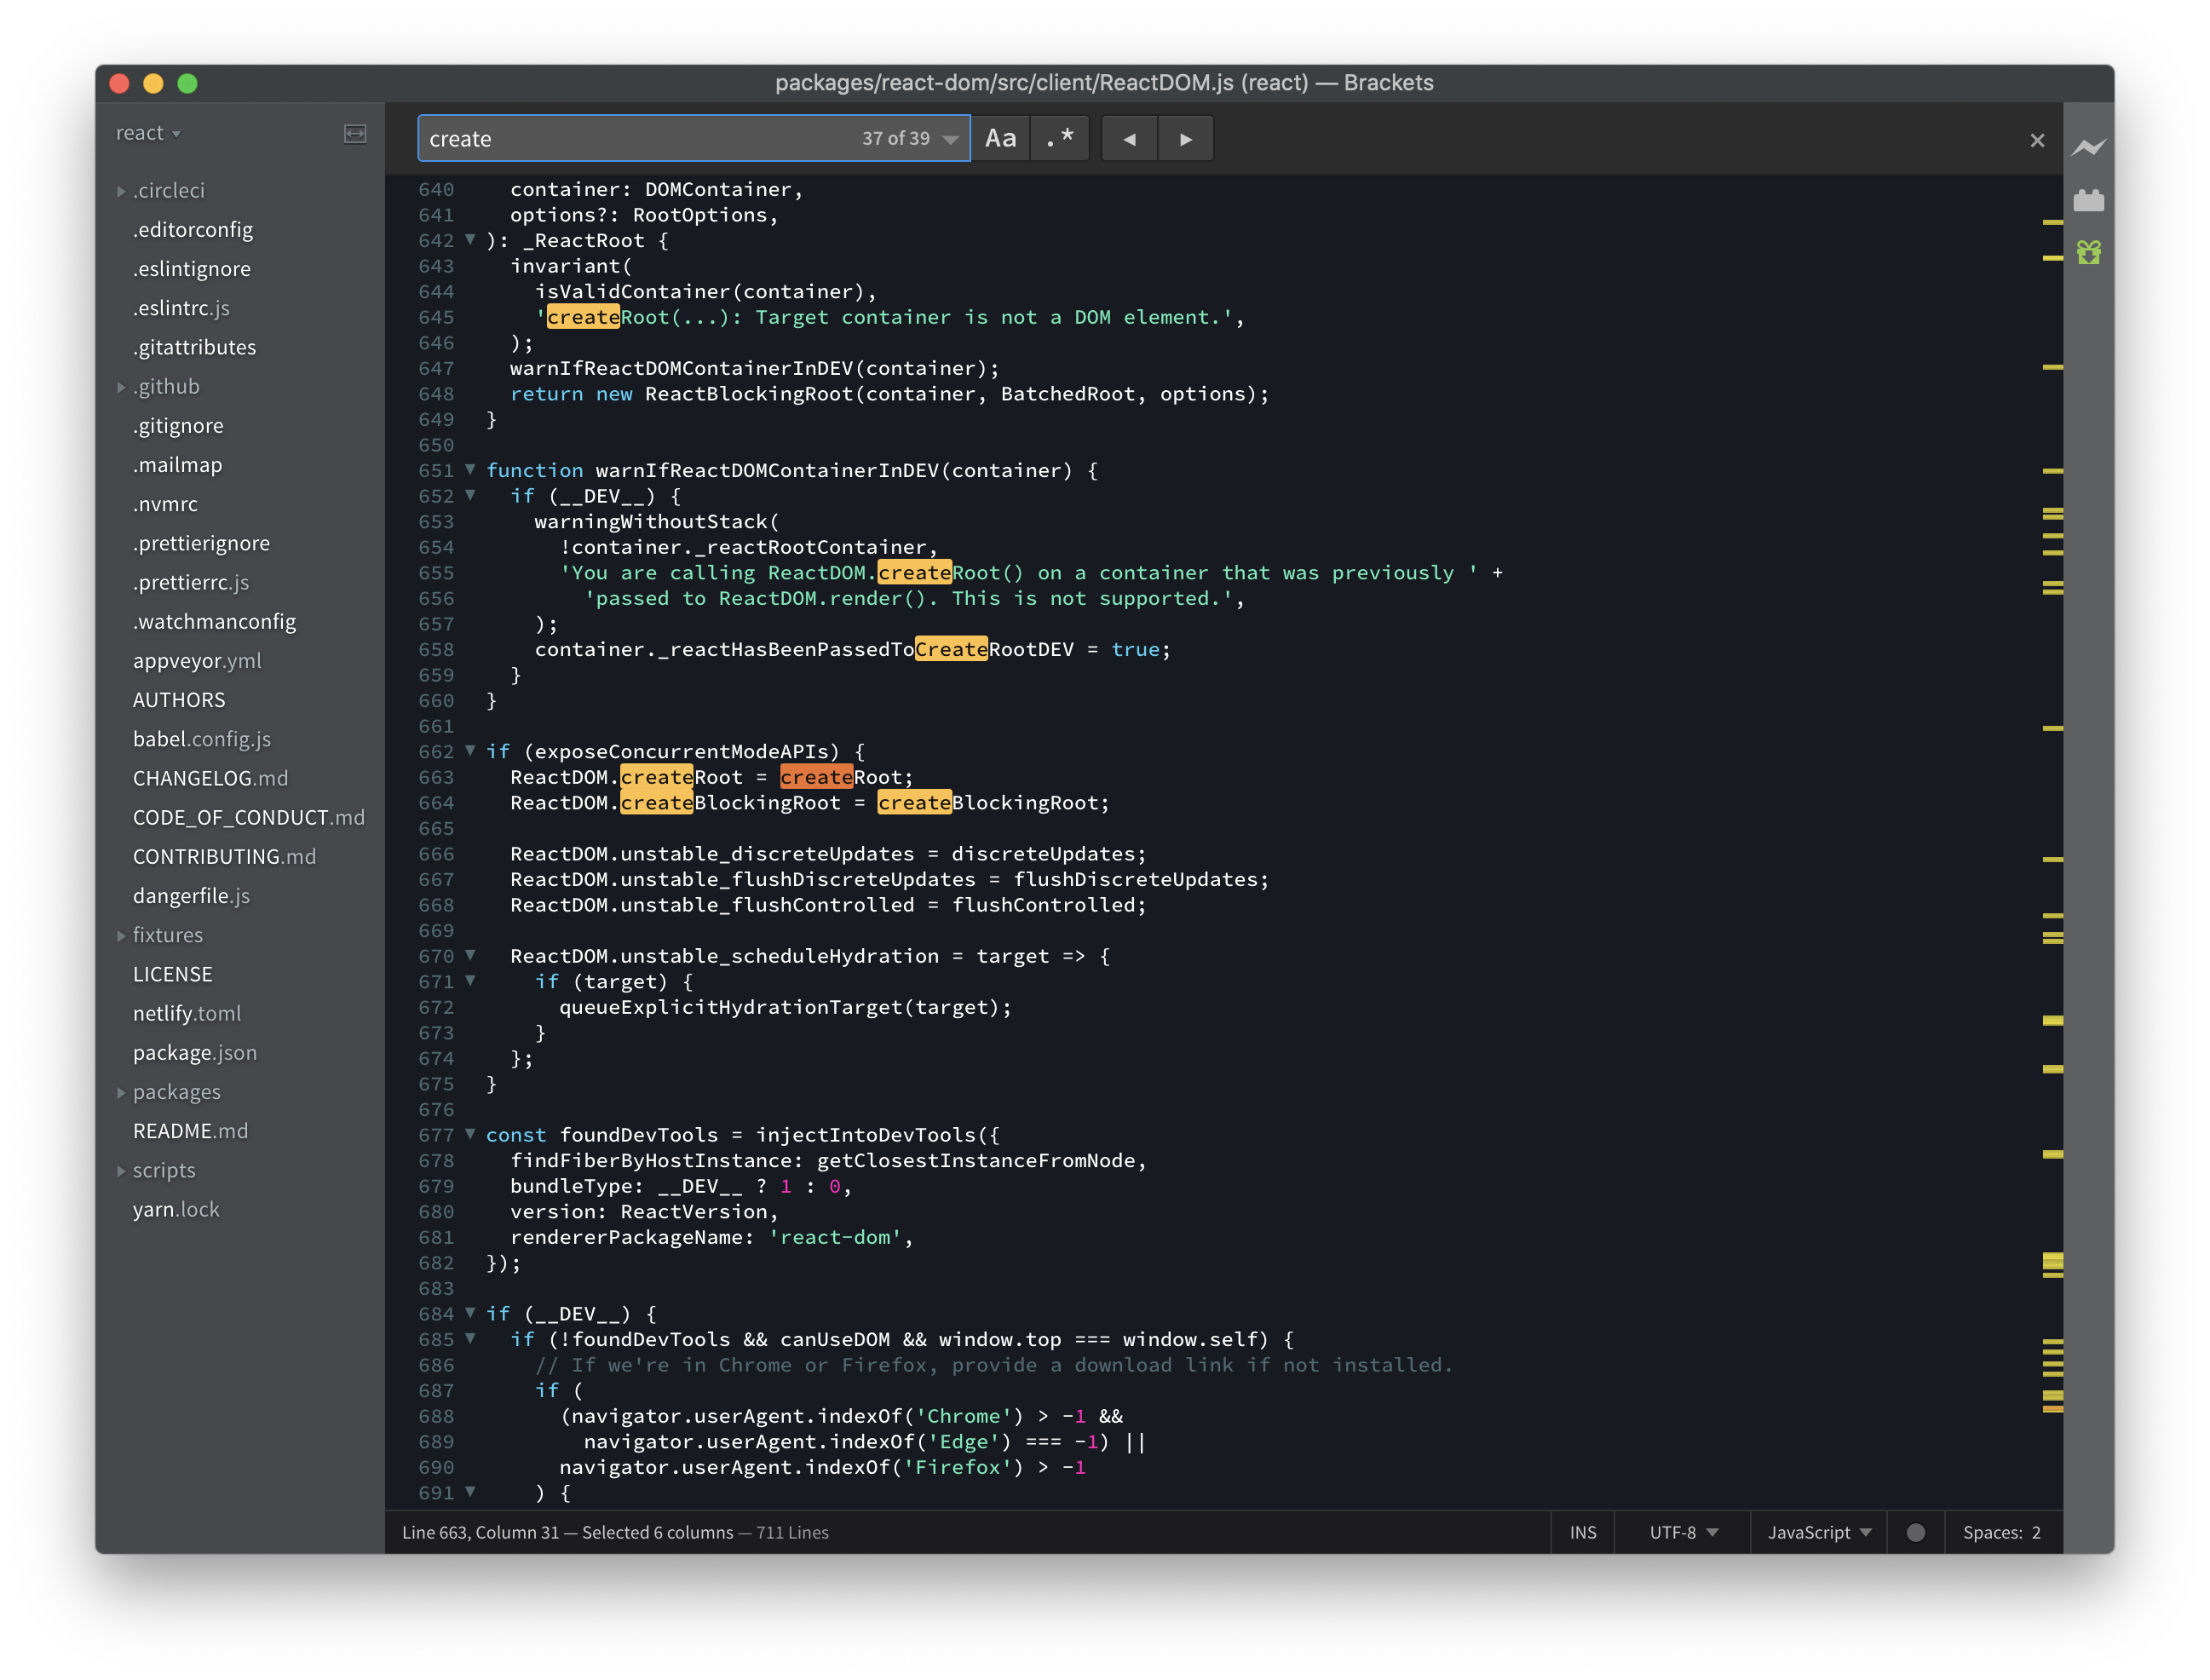 packages/react-dom/src/client/ReactDOM.js (react) — Brackets
react
.circleci
.editorconfig
.eslintignore
.eslintrc.js
.gitattributes
.github
.gitignore
.mailmap
.nvmrc
.prettierignore
.prettierrc.js
.watchmanconfig
appveyor.yml
AUTHORS
babel.config.js
CHANGELOG.md
CODE_OF_CONDUCT.md
CONTRIBUTING.md
dangerfile.js
fixtures
LICENSE
netlify.toml
package.json
packages
README.md
scripts
yarn.lock
create 37 of 39 Aa .*
640   container: DOMContainer,
641   options?: RootOptions,
642 ): _ReactRoot {
643   invariant(
644     isValidContainer(container),
645     'createRoot(...): Target container is not a DOM element.',
646   );
647   warnIfReactDOMContainerInDEV(container);
648   return new ReactBlockingRoot(container, BatchedRoot, options);
649 }
650
651 function warnIfReactDOMContainerInDEV(container) {
652   if (__DEV__) {
653     warningWithoutStack(
654       !container._reactRootContainer,
655       'You are calling ReactDOM.createRoot() on a container that was previously ' +
656         'passed to ReactDOM.render(). This is not supported.',
657     );
658     container._reactHasBeenPassedToCreateRootDEV = true;
659   }
660 }
661
662 if (exposeConcurrentModeAPIs) {
663   ReactDOM.createRoot = createRoot;
664   ReactDOM.createBlockingRoot = createBlockingRoot;
665
666   ReactDOM.unstable_discreteUpdates = discreteUpdates;
667   ReactDOM.unstable_flushDiscreteUpdates = flushDiscreteUpdates;
668   ReactDOM.unstable_flushControlled = flushControlled;
669
670   ReactDOM.unstable_scheduleHydration = target => {
671     if (target) {
672       queueExplicitHydrationTarget(target);
673     }
674   };
675 }
676
677 const foundDevTools = injectIntoDevTools({
678   findFiberByHostInstance: getClosestInstanceFromNode,
679   bundleType: __DEV__ ? 1 : 0,
680   version: ReactVersion,
681   rendererPackageName: 'react-dom',
682 });
683
684 if (__DEV__) {
685   if (!foundDevTools && canUseDOM && window.top === window.self) {
686     // If we're in Chrome or Firefox, provide a download link if not installed.
687     if (
688       (navigator.userAgent.indexOf('Chrome') > -1 &&
689         navigator.userAgent.indexOf('Edge') === -1) ||
690       navigator.userAgent.indexOf('Firefox') > -1
691     ) {
Line 663, Column 31 — Selected 6 columns — 711 Lines INS UTF-8 JavaScript Spaces: 2